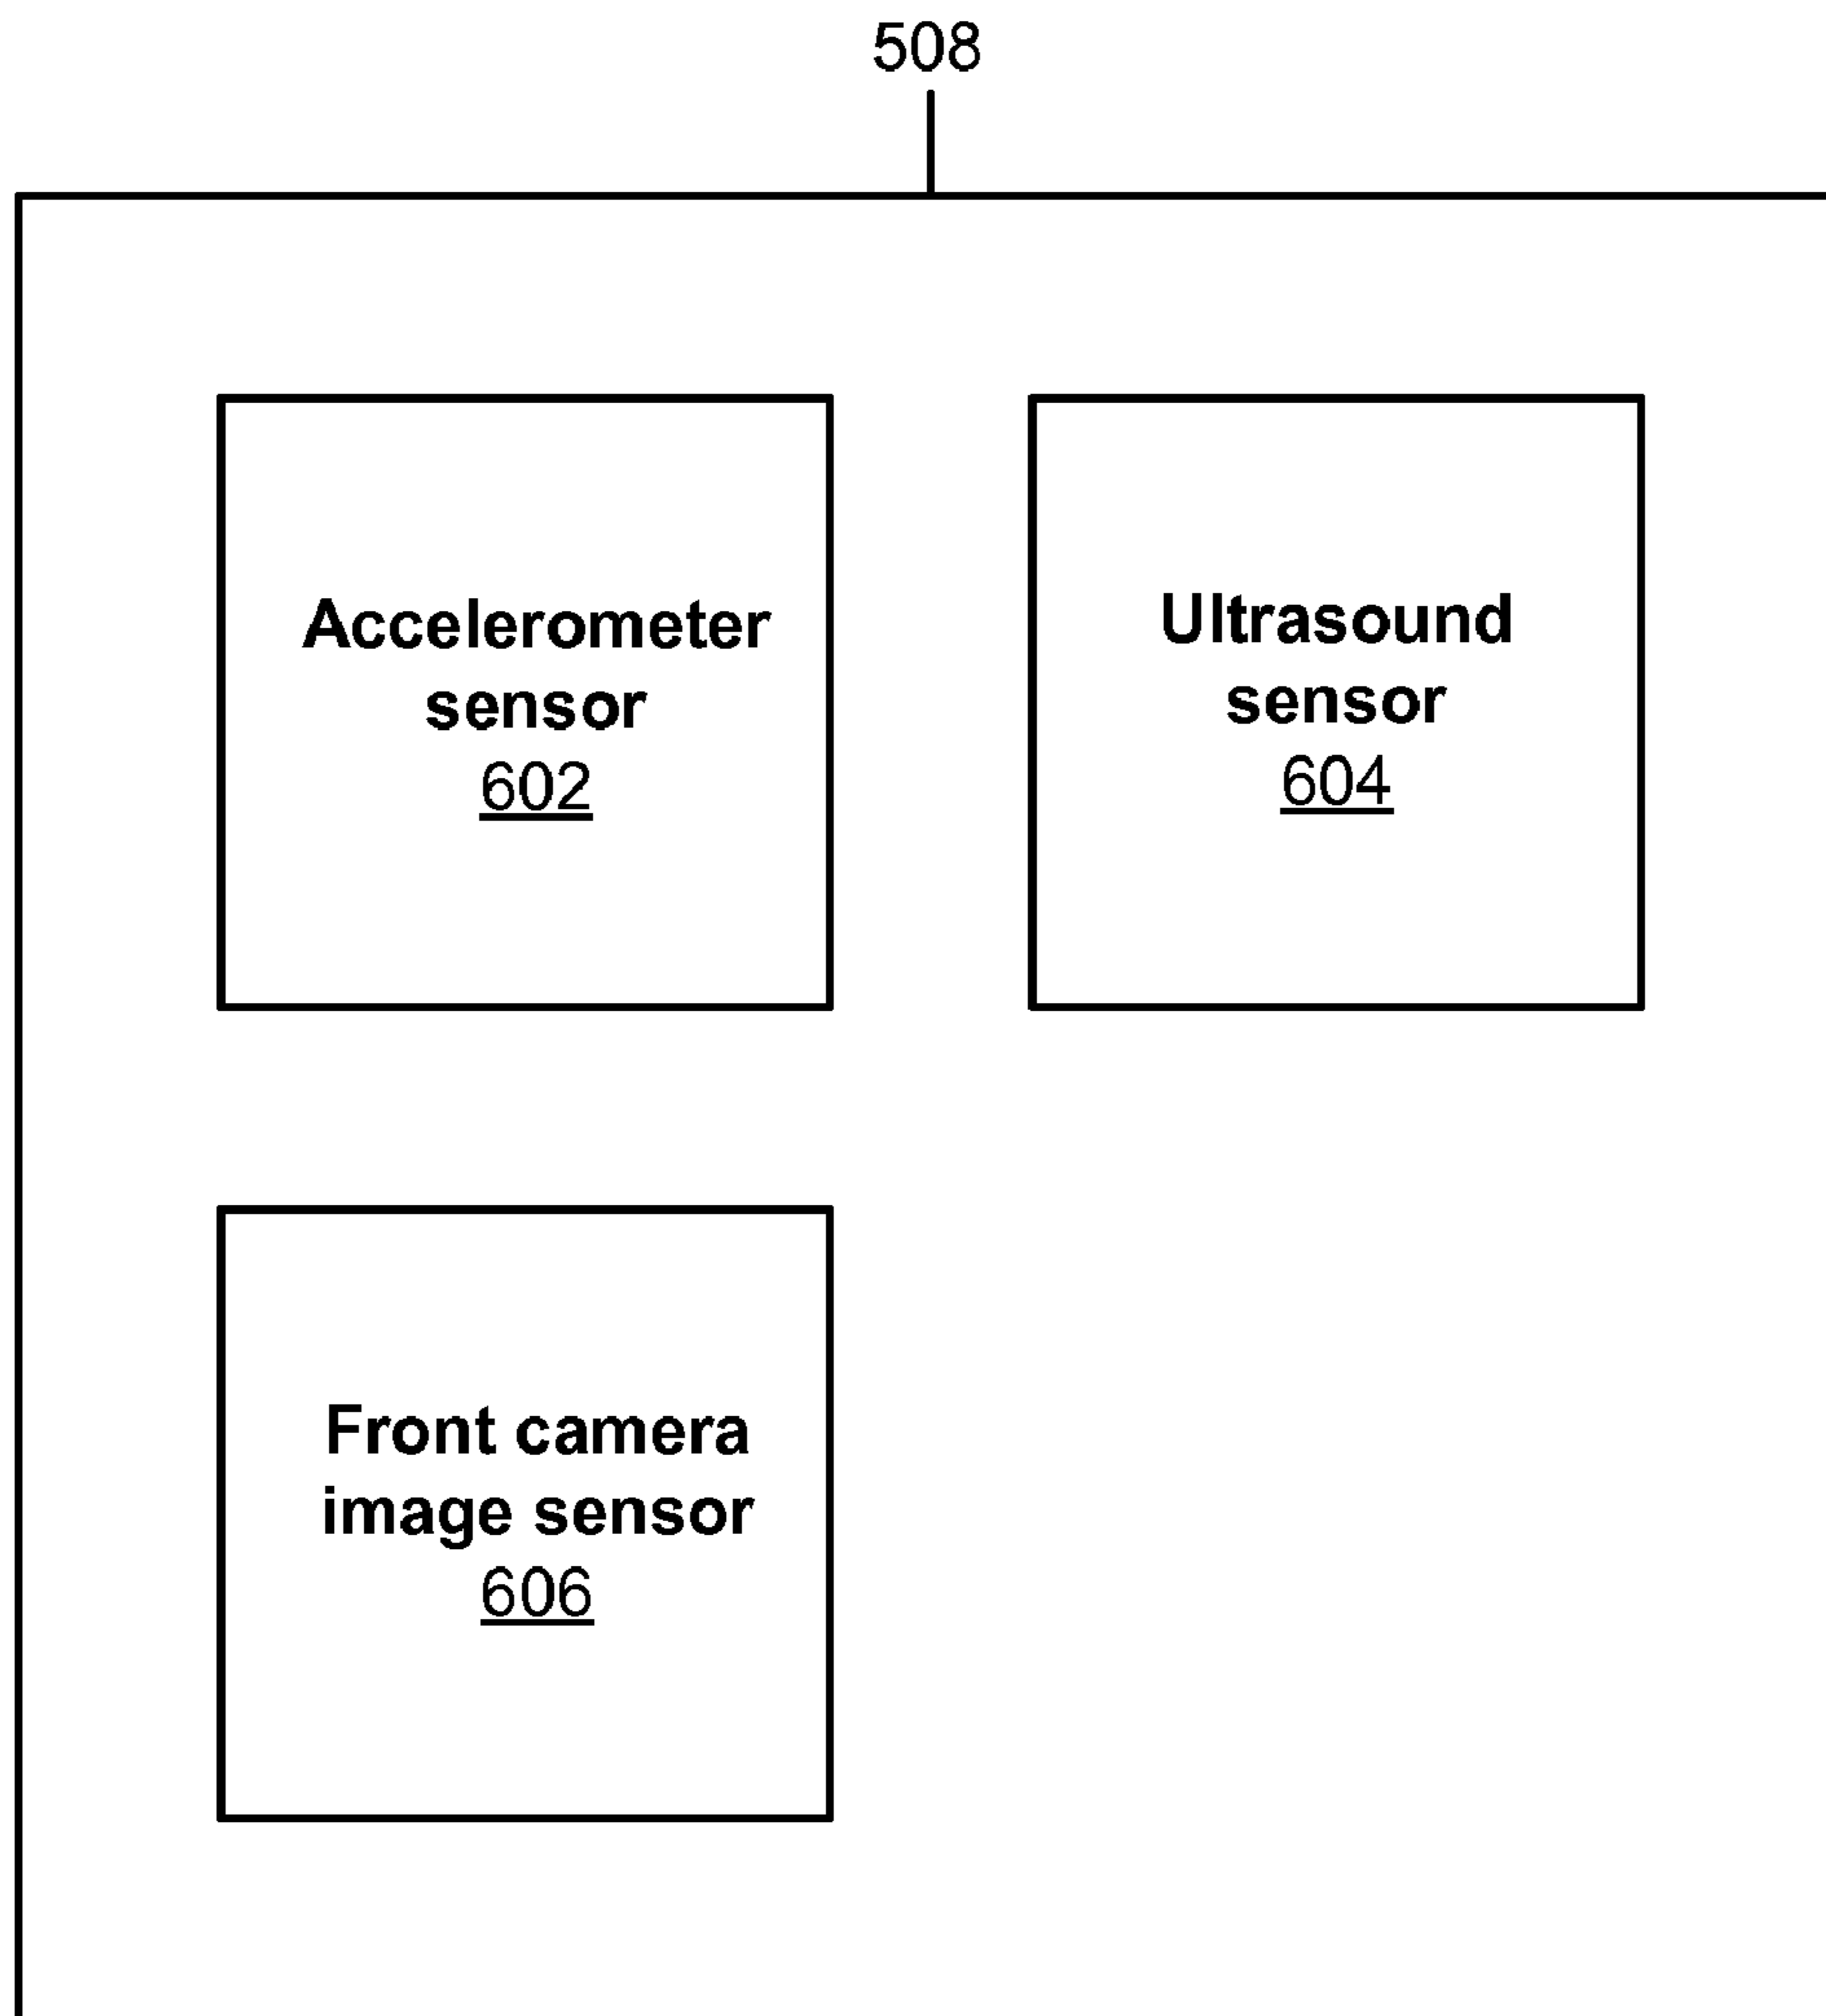 508
Accelerometer
sensor
602
Ultrasound
sensor
604
Front camera
image sensor
606